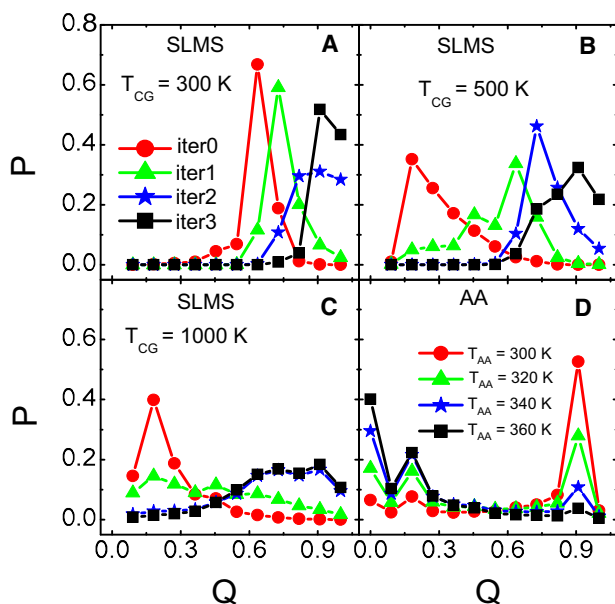 SLMS A
T_CG = 300 K
iter0
iter1
iter2
iter3
SLMS B
T_CG = 500 K
P
0.8
0.6
0.4
0.2
0.0
SLMS C
T_CG = 1000 K
AA D
T_AA = 300 K
T_AA = 320 K
T_AA = 340 K
T_AA = 360 K
P
0.4
0.2
0.0
0.0 0.3 0.6 0.9
0.0 0.3 0.6 0.9
Q Q